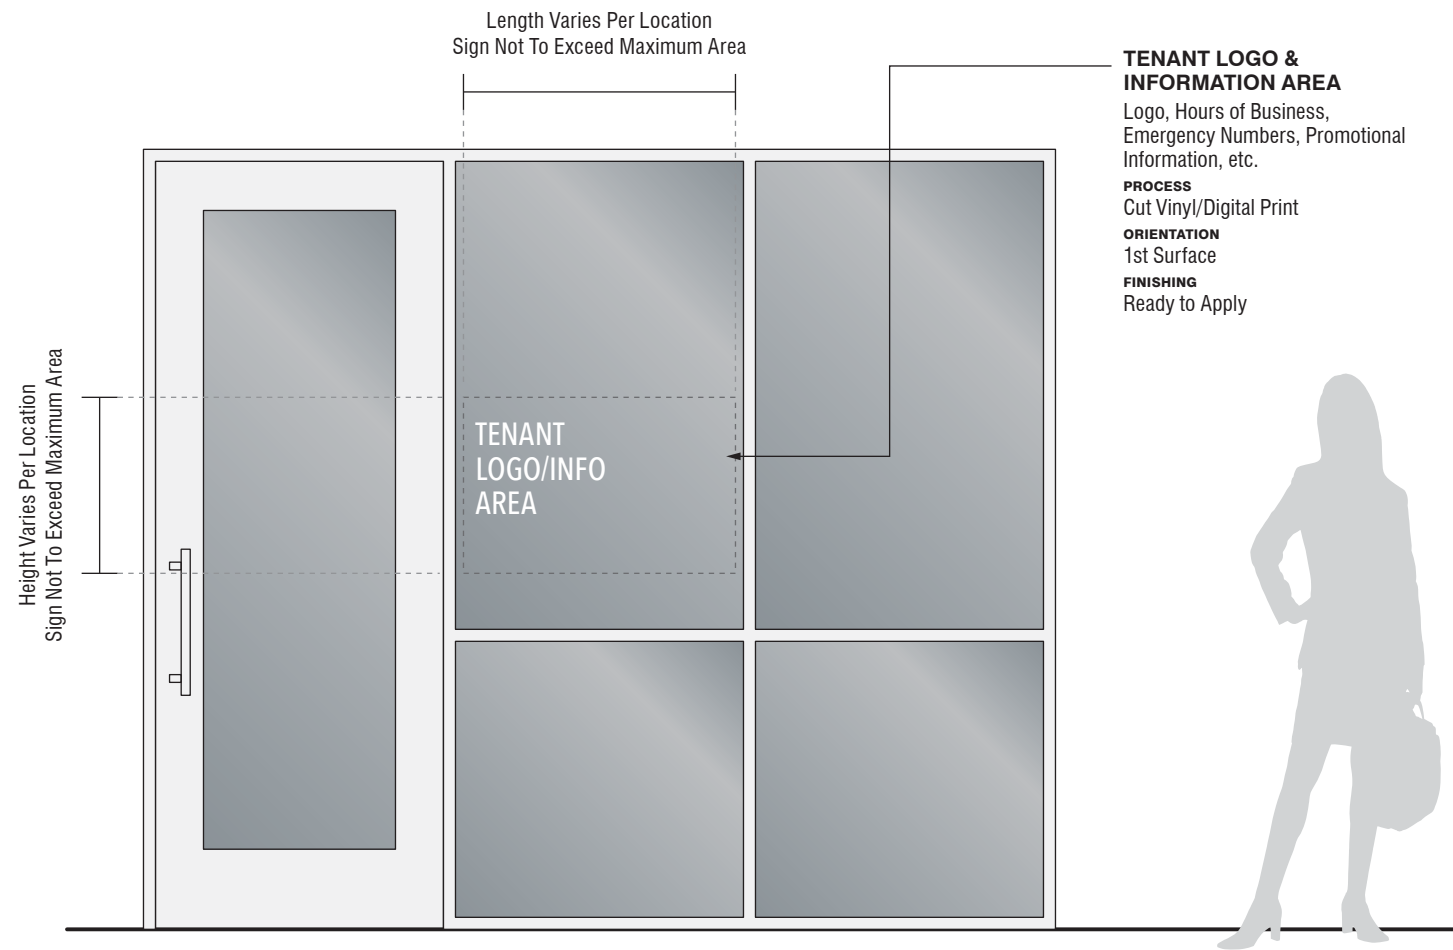 Length Varies Per Location
Sign Not To Exceed Maximum Area
TENANT LOGO &
INFORMATION AREA
Logo, Hours of Business,
Emergency Numbers, Promotional
Information, etc.
PROCESS
Cut Vinyl/Digital Print
ORIENTATION
1st Surface
FINISHING
Ready to Apply
Height Varies Per Location
Sign Not To Exceed Maximum Area
TENANT
LOGO/INFO
AREA